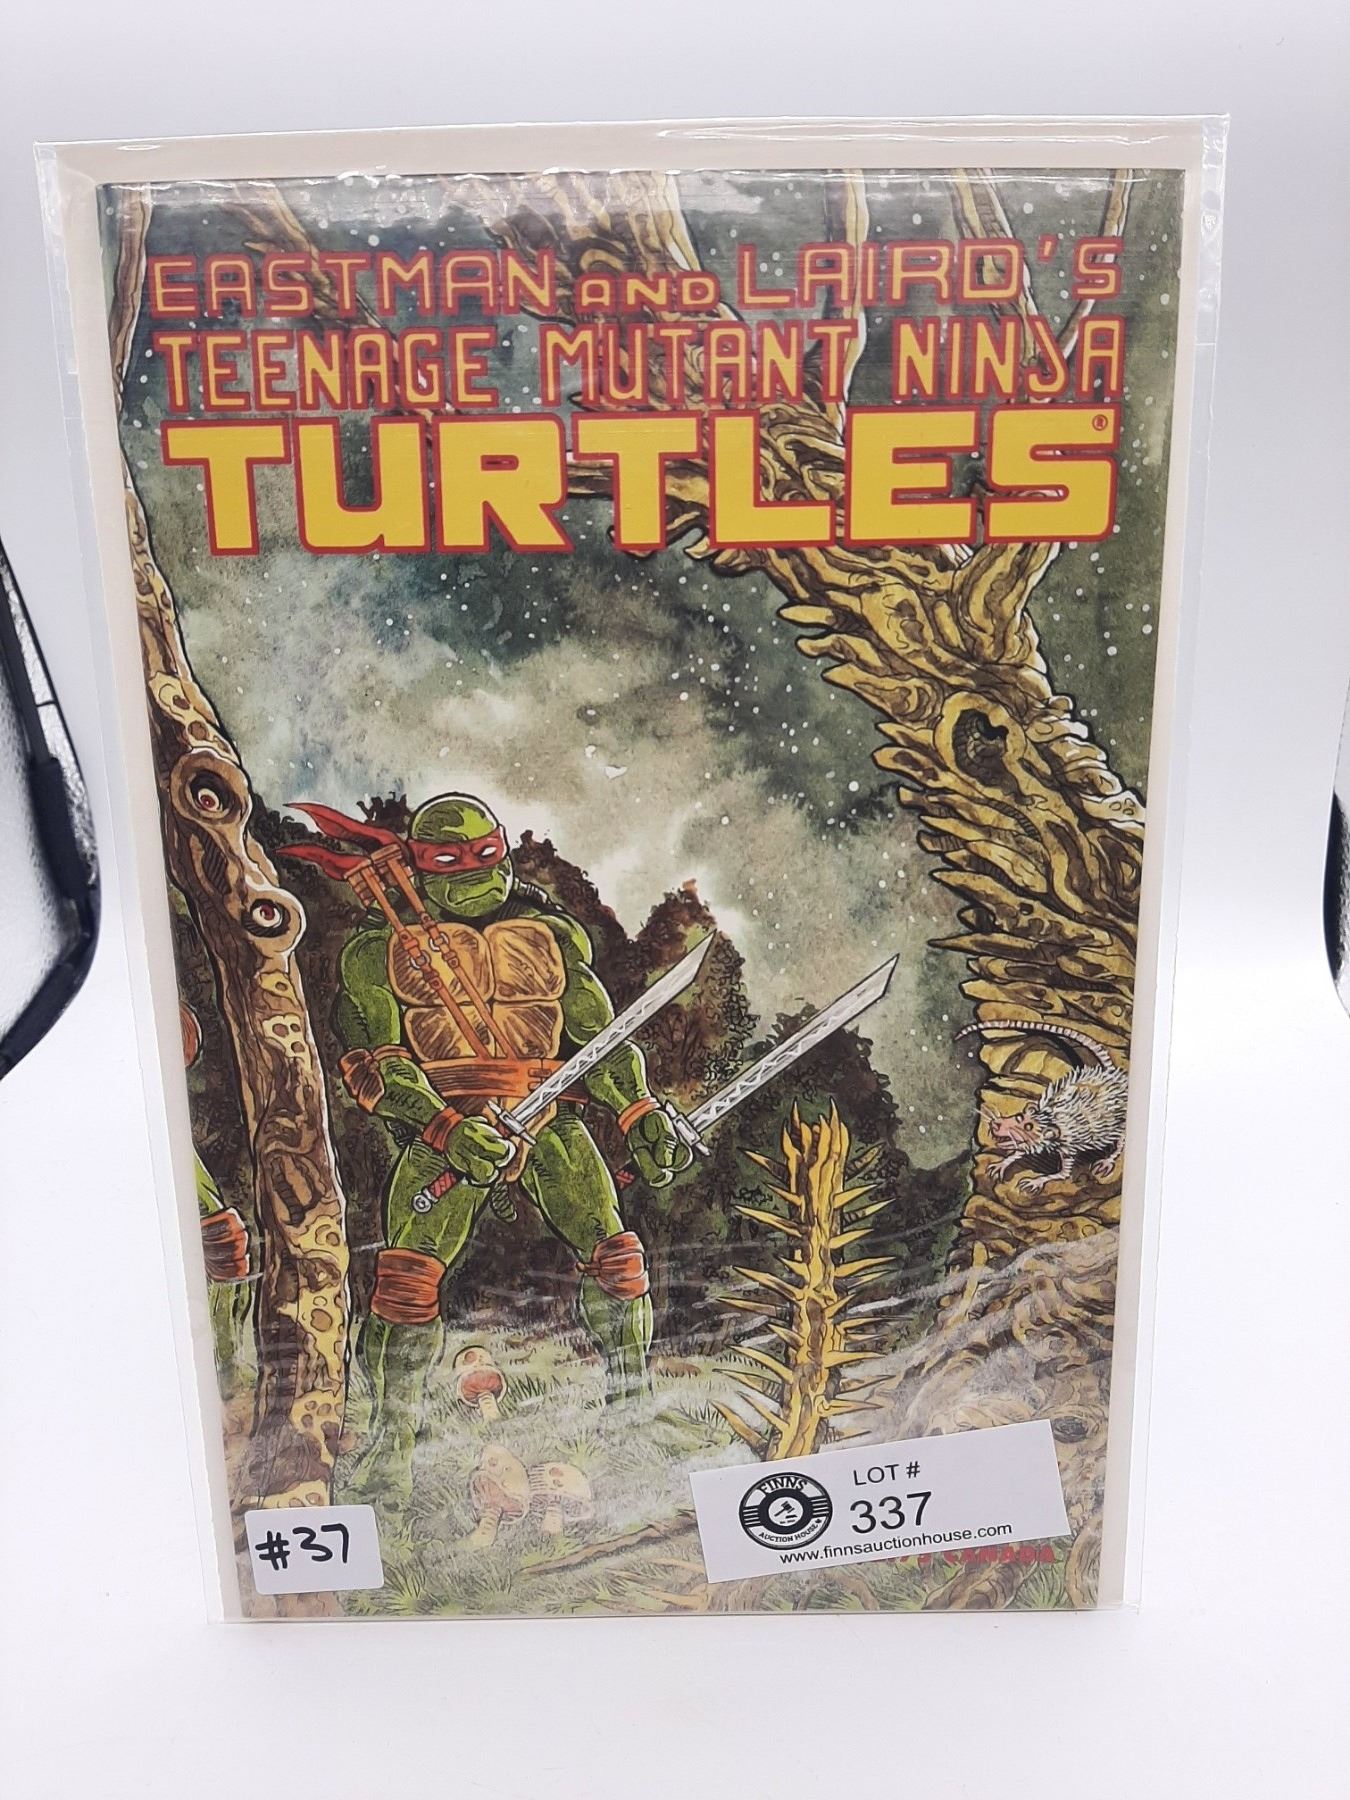 EASTMAN AND LAIRD'S
TEENAGE MUTANT NINJA
TURTLES®
FINNS
AUCTION HOUSE
LOT #
337
www.finnsauctionhouse.com
CANADA
#37